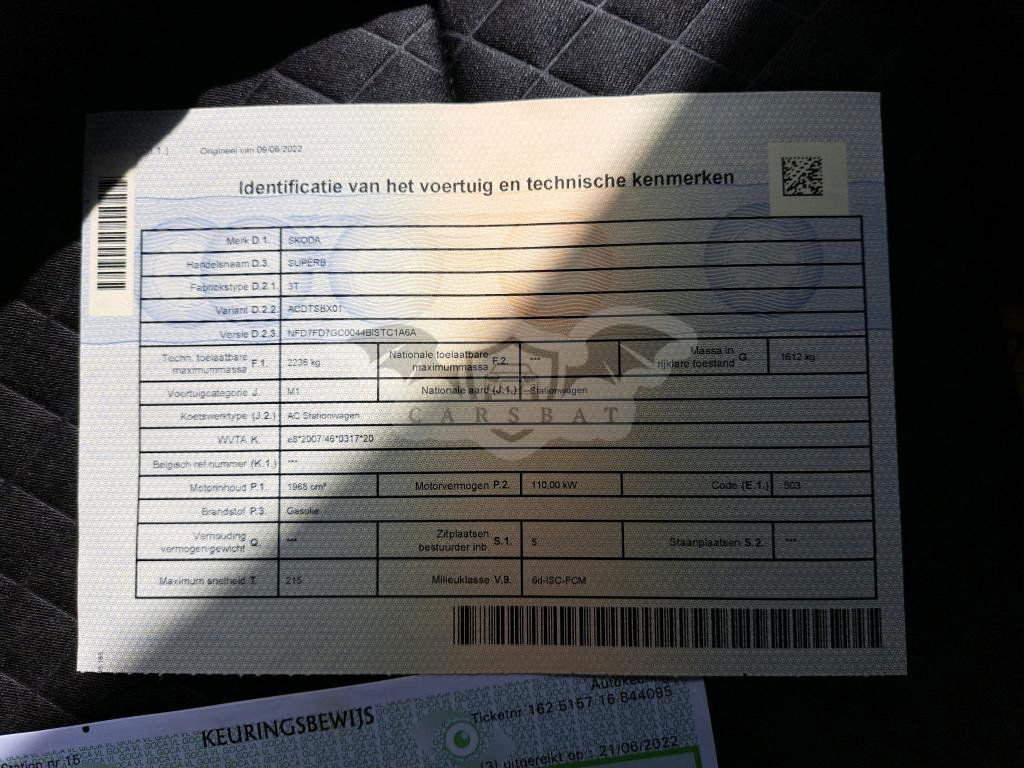 Origineel van 09/06/2022
Identificatie van het voertuig en technische kenmerken
Merk D.1. SKODA
Handelsnaam D.3. SUPERB
Fabriekstype D.2.1. 3T
Variant D.2.2. ACDTSBX01
Versie D.2.3. NFD7FD7GC0044BISTC1A6A
Techn. toelaatbare maximummassa F.1. 2236 kg Nationale toelaatbare maximummassa F.2. --- Massa in rijklare toestand G. 1612 kg
Voertuigcategorie J. M1 Nationale aard (J.1.) Stationwagen
Koetswerktype (J.2.) AC Stationwagen
CARSBAT
WVTA K. e8*2007/46*0317*20
Belgisch ref.nummer (K.1.) ---
Motorinhoud P.1. 1968 cm³ Motorvermogen P.2. 110,00 kW Code (E.1.) 503
Brandstof P.3. Gasolie
Verhouding vermogen-gewicht Q. --- Zitplaatsen bestuurder inb. S.1. 5 Staanplaatsen S.2. ---
Maximum snelheid T. 215 Milieuklasse V.9. 6d-ISC-FCM
KEURINGSBEWIJS
Ticketnr 162 5157 16 844095
Station nr 15
(3) uitgereikt op : 21/06/2022